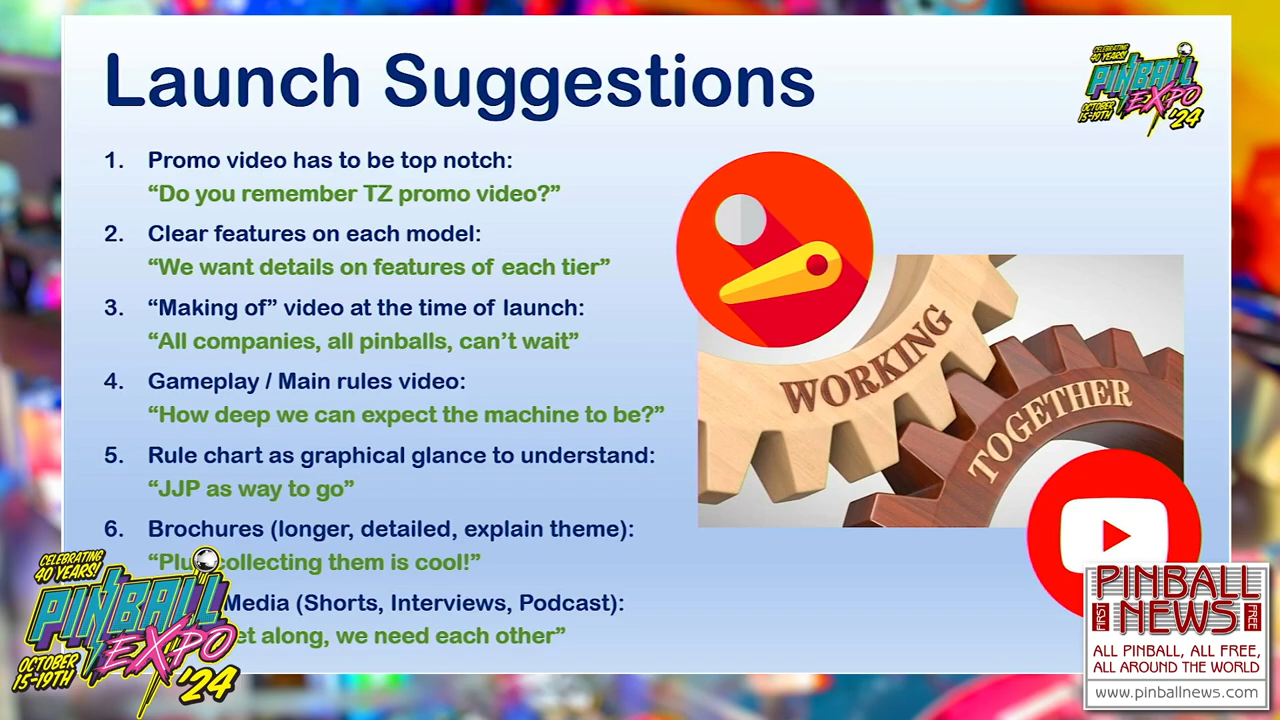 Launch Suggestions
CELEBRATING
40 YEARS!
PINBALL
EXPO
OCTOBER
15-19TH
'24
1. Promo video has to be top notch:
“Do you remember TZ promo video?”
2. Clear features on each model:
“We want details on features of each tier”
3. “Making of” video at the time of launch:
“All companies, all pinballs, can’t wait”
4. Gameplay / Main rules video:
“How deep we can expect the machine to be?”
5. Rule chart as graphical glance to understand:
“JJP as way to go”
6. Brochures (longer, detailed, explain theme):
collecting them is cool!”
Media (Shorts, Interviews, Podcast):
along, we need each other”
WORKING
TOGETHER
CELEBRATING
40 YEARS!
PINBALL
EXPO
OCTOBER
15-19TH
'24
PINBALL
FIRST NEWS FREE
ALL PINBALL, ALL FREE,
ALL AROUND THE WORLD
www.pinballnews.com